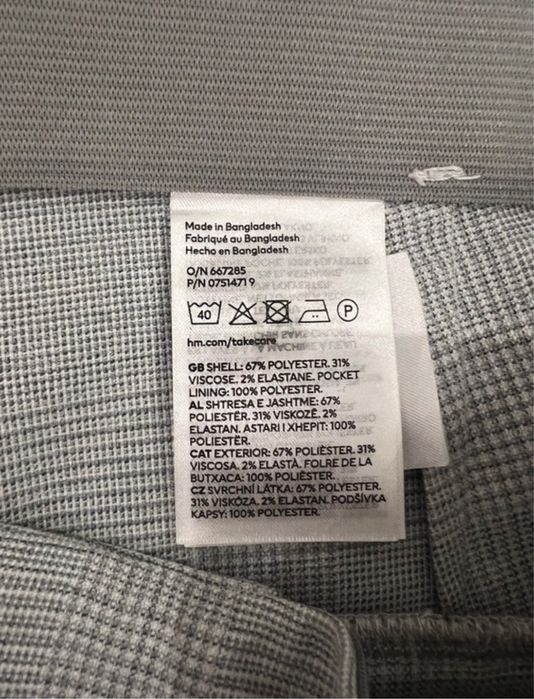 Made in Bangladesh
Fabriqué au Bangladesh
Hecho en Bangladesh
O/N 667285
P/N 0751471 9
40
P
hm.com/takecare
GB SHELL: 67% POLYESTER. 31%
VISCOSE. 2% ELASTANE. POCKET
LINING: 100% POLYESTER.
AL SHTRESA E JASHTME: 67%
POLIESTËR. 31% VISKOZË. 2%
ELASTAN. ASTARI I XHEPIT: 100%
POLIESTËR.
CAT EXTERIOR: 67% POLIÈSTER. 31%
VISCOSA. 2% ELASTÀ. FOLRE DE LA
BUTXACA: 100% POLIÈSTER.
CZ SVRCHNÍ LÁTKA: 67% POLYESTER.
31% VISKÓZA. 2% ELASTAN. PODŠÍVKA
KAPSY: 100% POLYESTER.